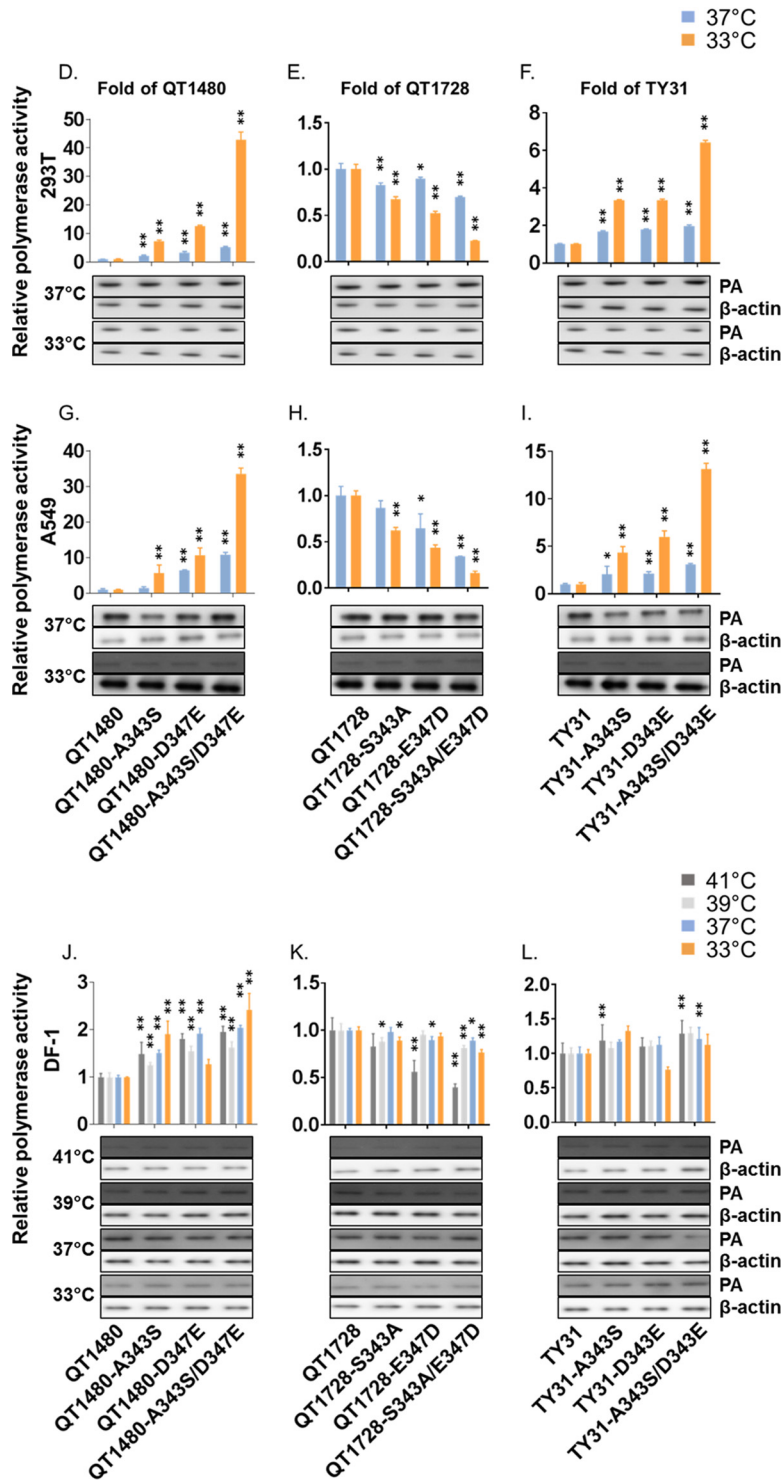 37°C
33°C
D.
E.
F.
Fold of QT1480
Fold of QT1728
Fold of TY31
Relative polymerase activity
293T
50
40
30
20
10
0
**
**
**
**
**
**
1.5
1.0
0.5
0.0
**
**
*
**
**
**
8
6
4
2
0
**
**
**
**
**
**
37°C
33°C
PA
β-actin
PA
β-actin
G.
H.
I.
Relative polymerase activity
A549
40
30
20
10
0
**
**
**
**
**
1.5
1.0
0.5
0.0
**
*
**
**
**
15
10
5
0
*
**
**
**
**
**
37°C
33°C
PA
β-actin
PA
β-actin
QT1480
QT1480-A343S
QT1480-D347E
QT1480-A343S/D347E
QT1728
QT1728-S343A
QT1728-E347D
QT1728-S343A/E347D
TY31
TY31-A343S
TY31-D343E
TY31-A343S/D343E
41°C
39°C
37°C
33°C
J.
K.
L.
Relative polymerase activity
DF-1
3
2
1
0
**
**
**
**
**
**
**
**
**
**
**
1.5
1.0
0.5
0.0
*
*
**
*
**
**
*
**
2.0
1.5
1.0
0.5
0.0
**
**
**
41°C
39°C
37°C
33°C
PA
β-actin
PA
β-actin
PA
β-actin
PA
β-actin
QT1480
QT1480-A343S
QT1480-D347E
QT1480-A343S/D347E
QT1728
QT1728-S343A
QT1728-E347D
QT1728-S343A/E347D
TY31
TY31-A343S
TY31-D343E
TY31-A343S/D343E